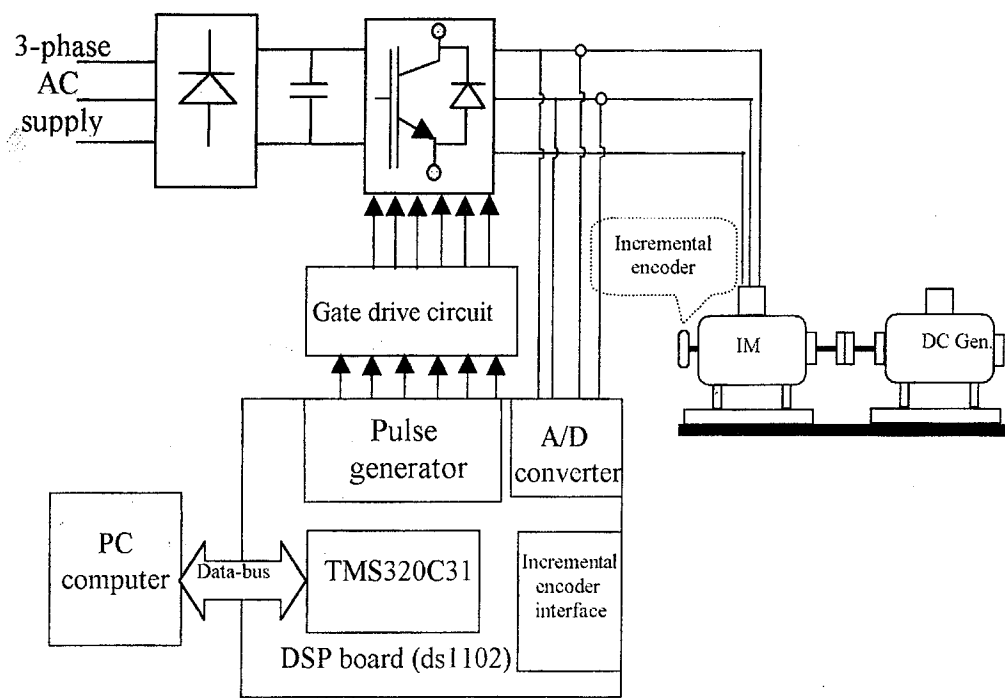 3-phase
AC
supply
Incremental
encoder
Gate drive circuit
IM
DC Gen.
Pulse
generator
A/D
converter
PC
computer
Data-bus
TMS320C31
Incremental
encoder
interface
DSP board (ds1102)